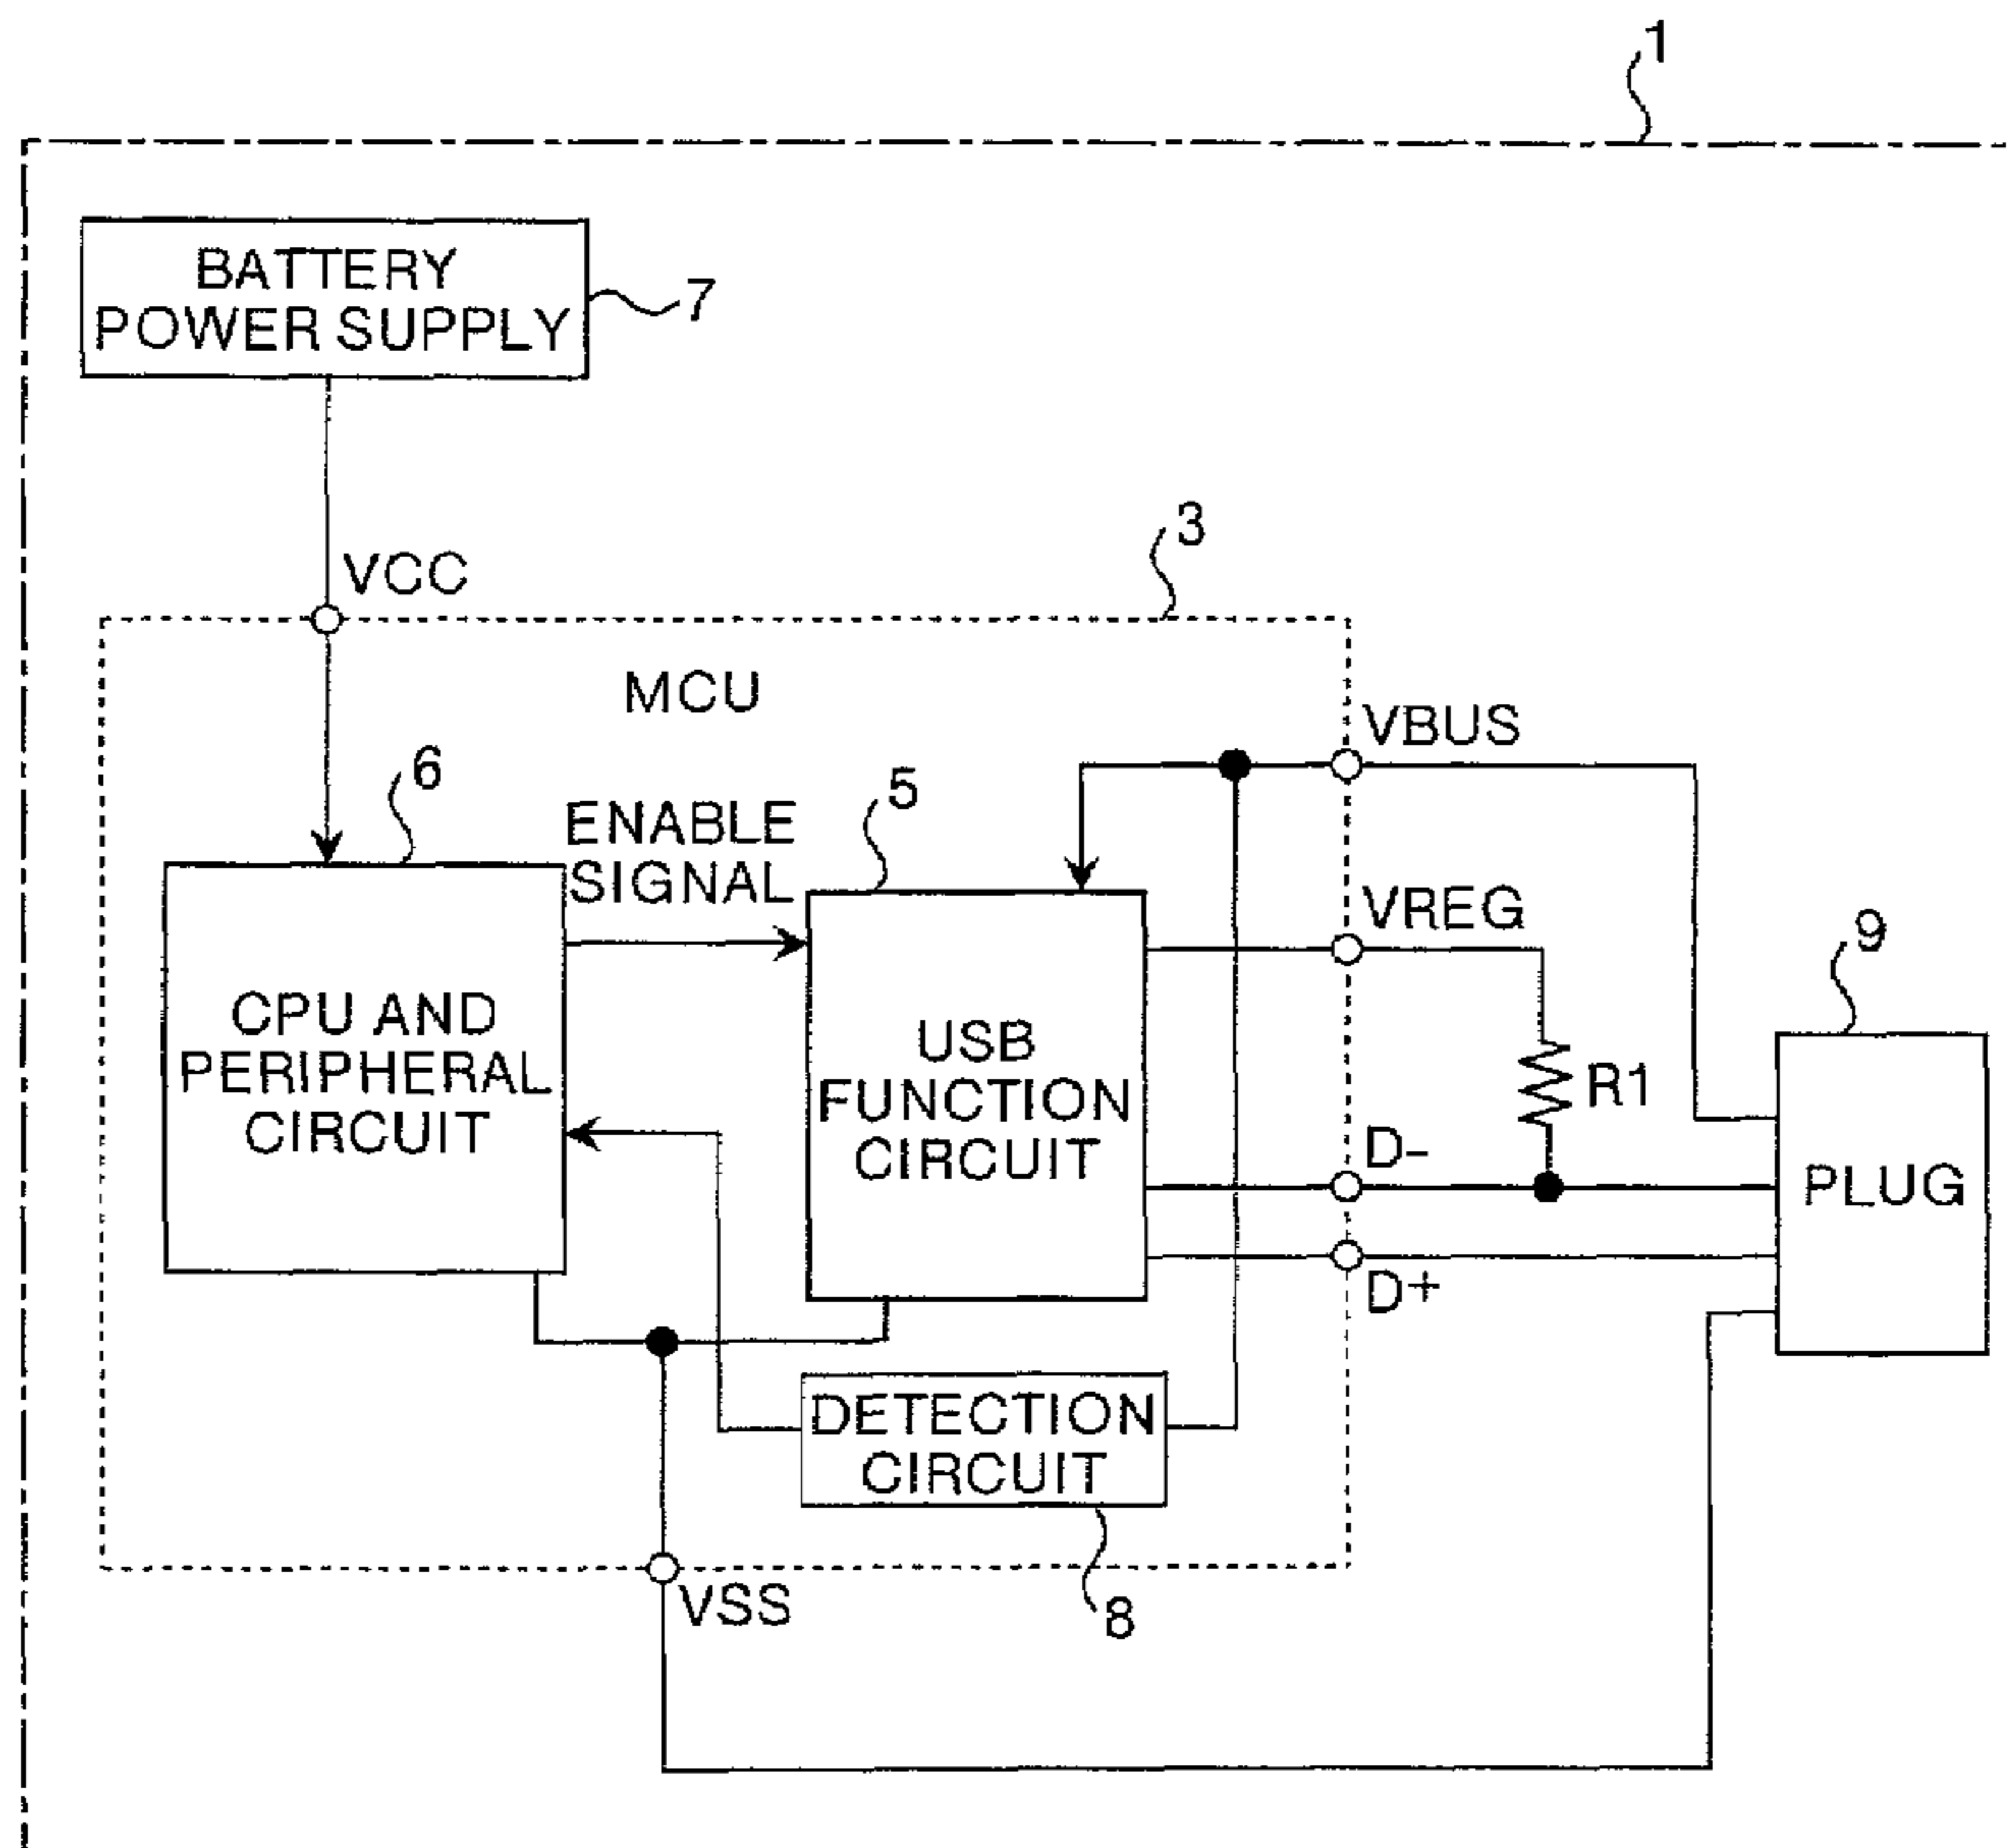 1
BATTERY
POWER SUPPLY
7
VCC
3
MCU
VBUS
6
5
ENABLE
SIGNAL
VREG
9
CPU AND
PERIPHERAL
CIRCUIT
USB
FUNCTION
CIRCUIT
R1
D-
PLUG
D+
DETECTION
CIRCUIT
VSS
8